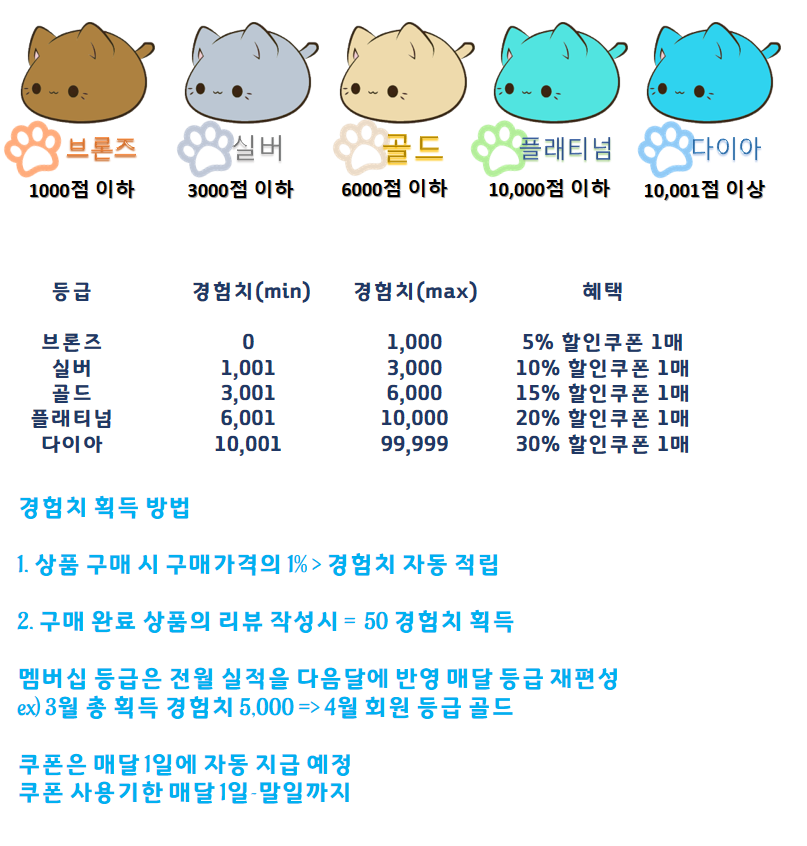 브론즈 실버 골드 플래티넘 다이아
1000점 이하 3000점 이하 6000점 이하 10,000점 이하 10,001점 이상
등급 경험치(min) 경험치(max) 혜택
브론즈 0 1,000 5% 할인쿠폰 1매
실버 1,001 3,000 10% 할인쿠폰 1매
골드 3,001 6,000 15% 할인쿠폰 1매
플래티넘 6,001 10,000 20% 할인쿠폰 1매
다이아 10,001 99,999 30% 할인쿠폰 1매
경험치 획득 방법
1. 상품 구매 시 구매가격의 1% > 경험치 자동 적립
2. 구매 완료 상품의 리뷰 작성시 = 50 경험치 획득
멤버십 등급은 전월 실적을 다음달에 반영 매달 등급 재편성
ex) 3월 총 획득 경험치 5,000 => 4월 회원 등급 골드
쿠폰은 매달 1일에 자동 지급 예정
쿠폰 사용기한 매달 1일-말일까지